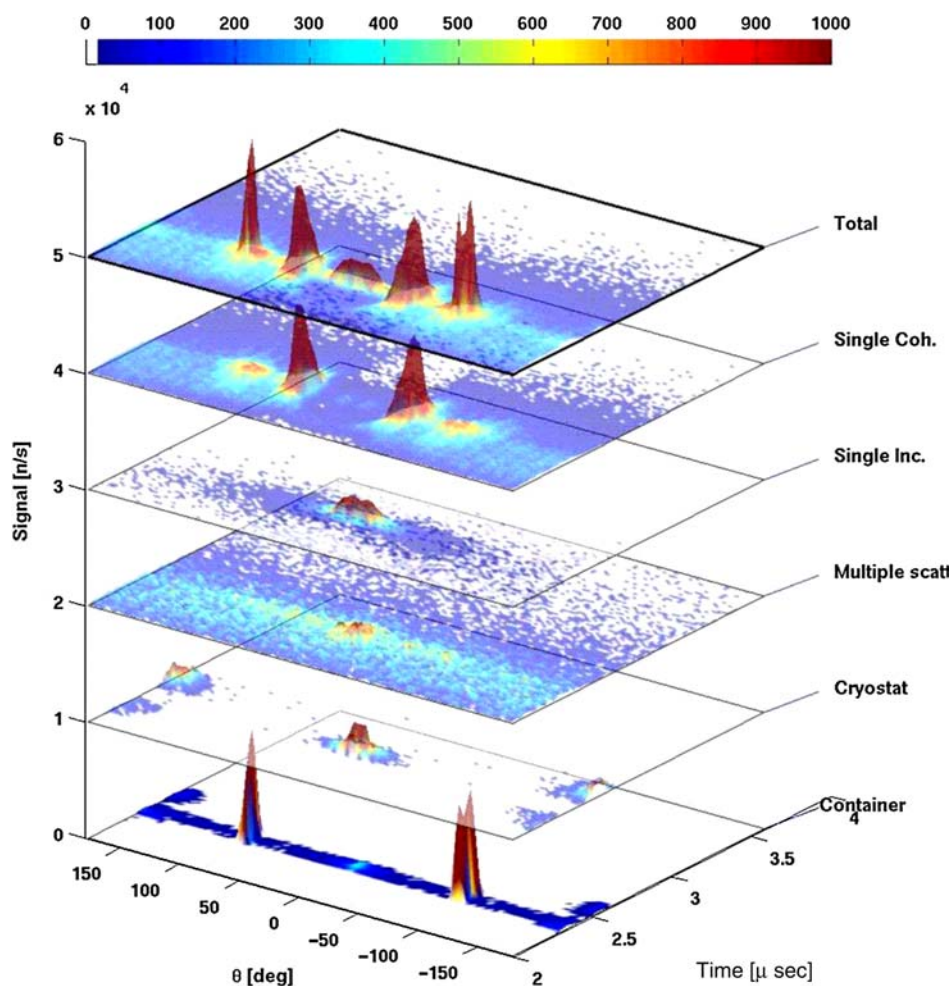 0 100 200 300 400 500 600 700 800 900 1000
x 10 4
6
5
4
3
2
1
0
Signal [n/s]
Total
Single Coh.
Single Inc.
Multiple scatt
Cryostat
Container
150 100 50 0 −50 −100 −150
θ [deg]
2 2.5 3 3.5 4
Time [μ sec]